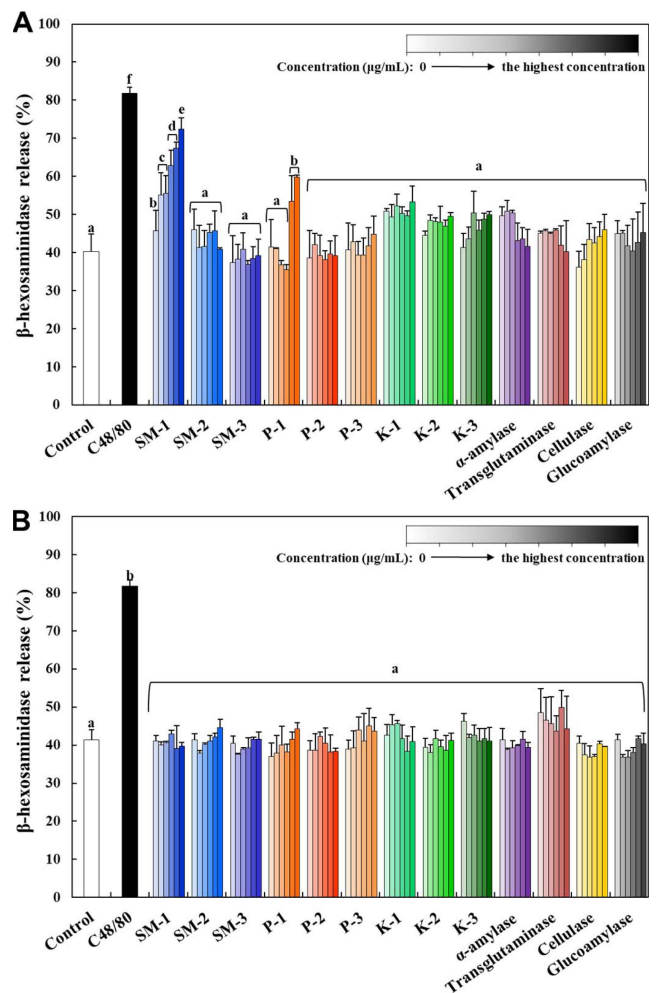 A
100
90
80
70
60
50
40
30
20
10
0
β-hexosaminidase release (%)
Concentration (μg/mL): 0 the highest concentration
a
f
b
c
d
e
a
a
a
b
a
Control
C48/80
SM-1
SM-2
SM-3
P-1
P-2
P-3
K-1
K-2
K-3
α-amylase
Transglutaminase
Cellulase
Glucoamylase
B
100
90
80
70
60
50
40
30
20
10
0
β-hexosaminidase release (%)
Concentration (μg/mL): 0 the highest concentration
a
b
a
Control
C48/80
SM-1
SM-2
SM-3
P-1
P-2
P-3
K-1
K-2
K-3
α-amylase
Transglutaminase
Cellulase
Glucoamylase